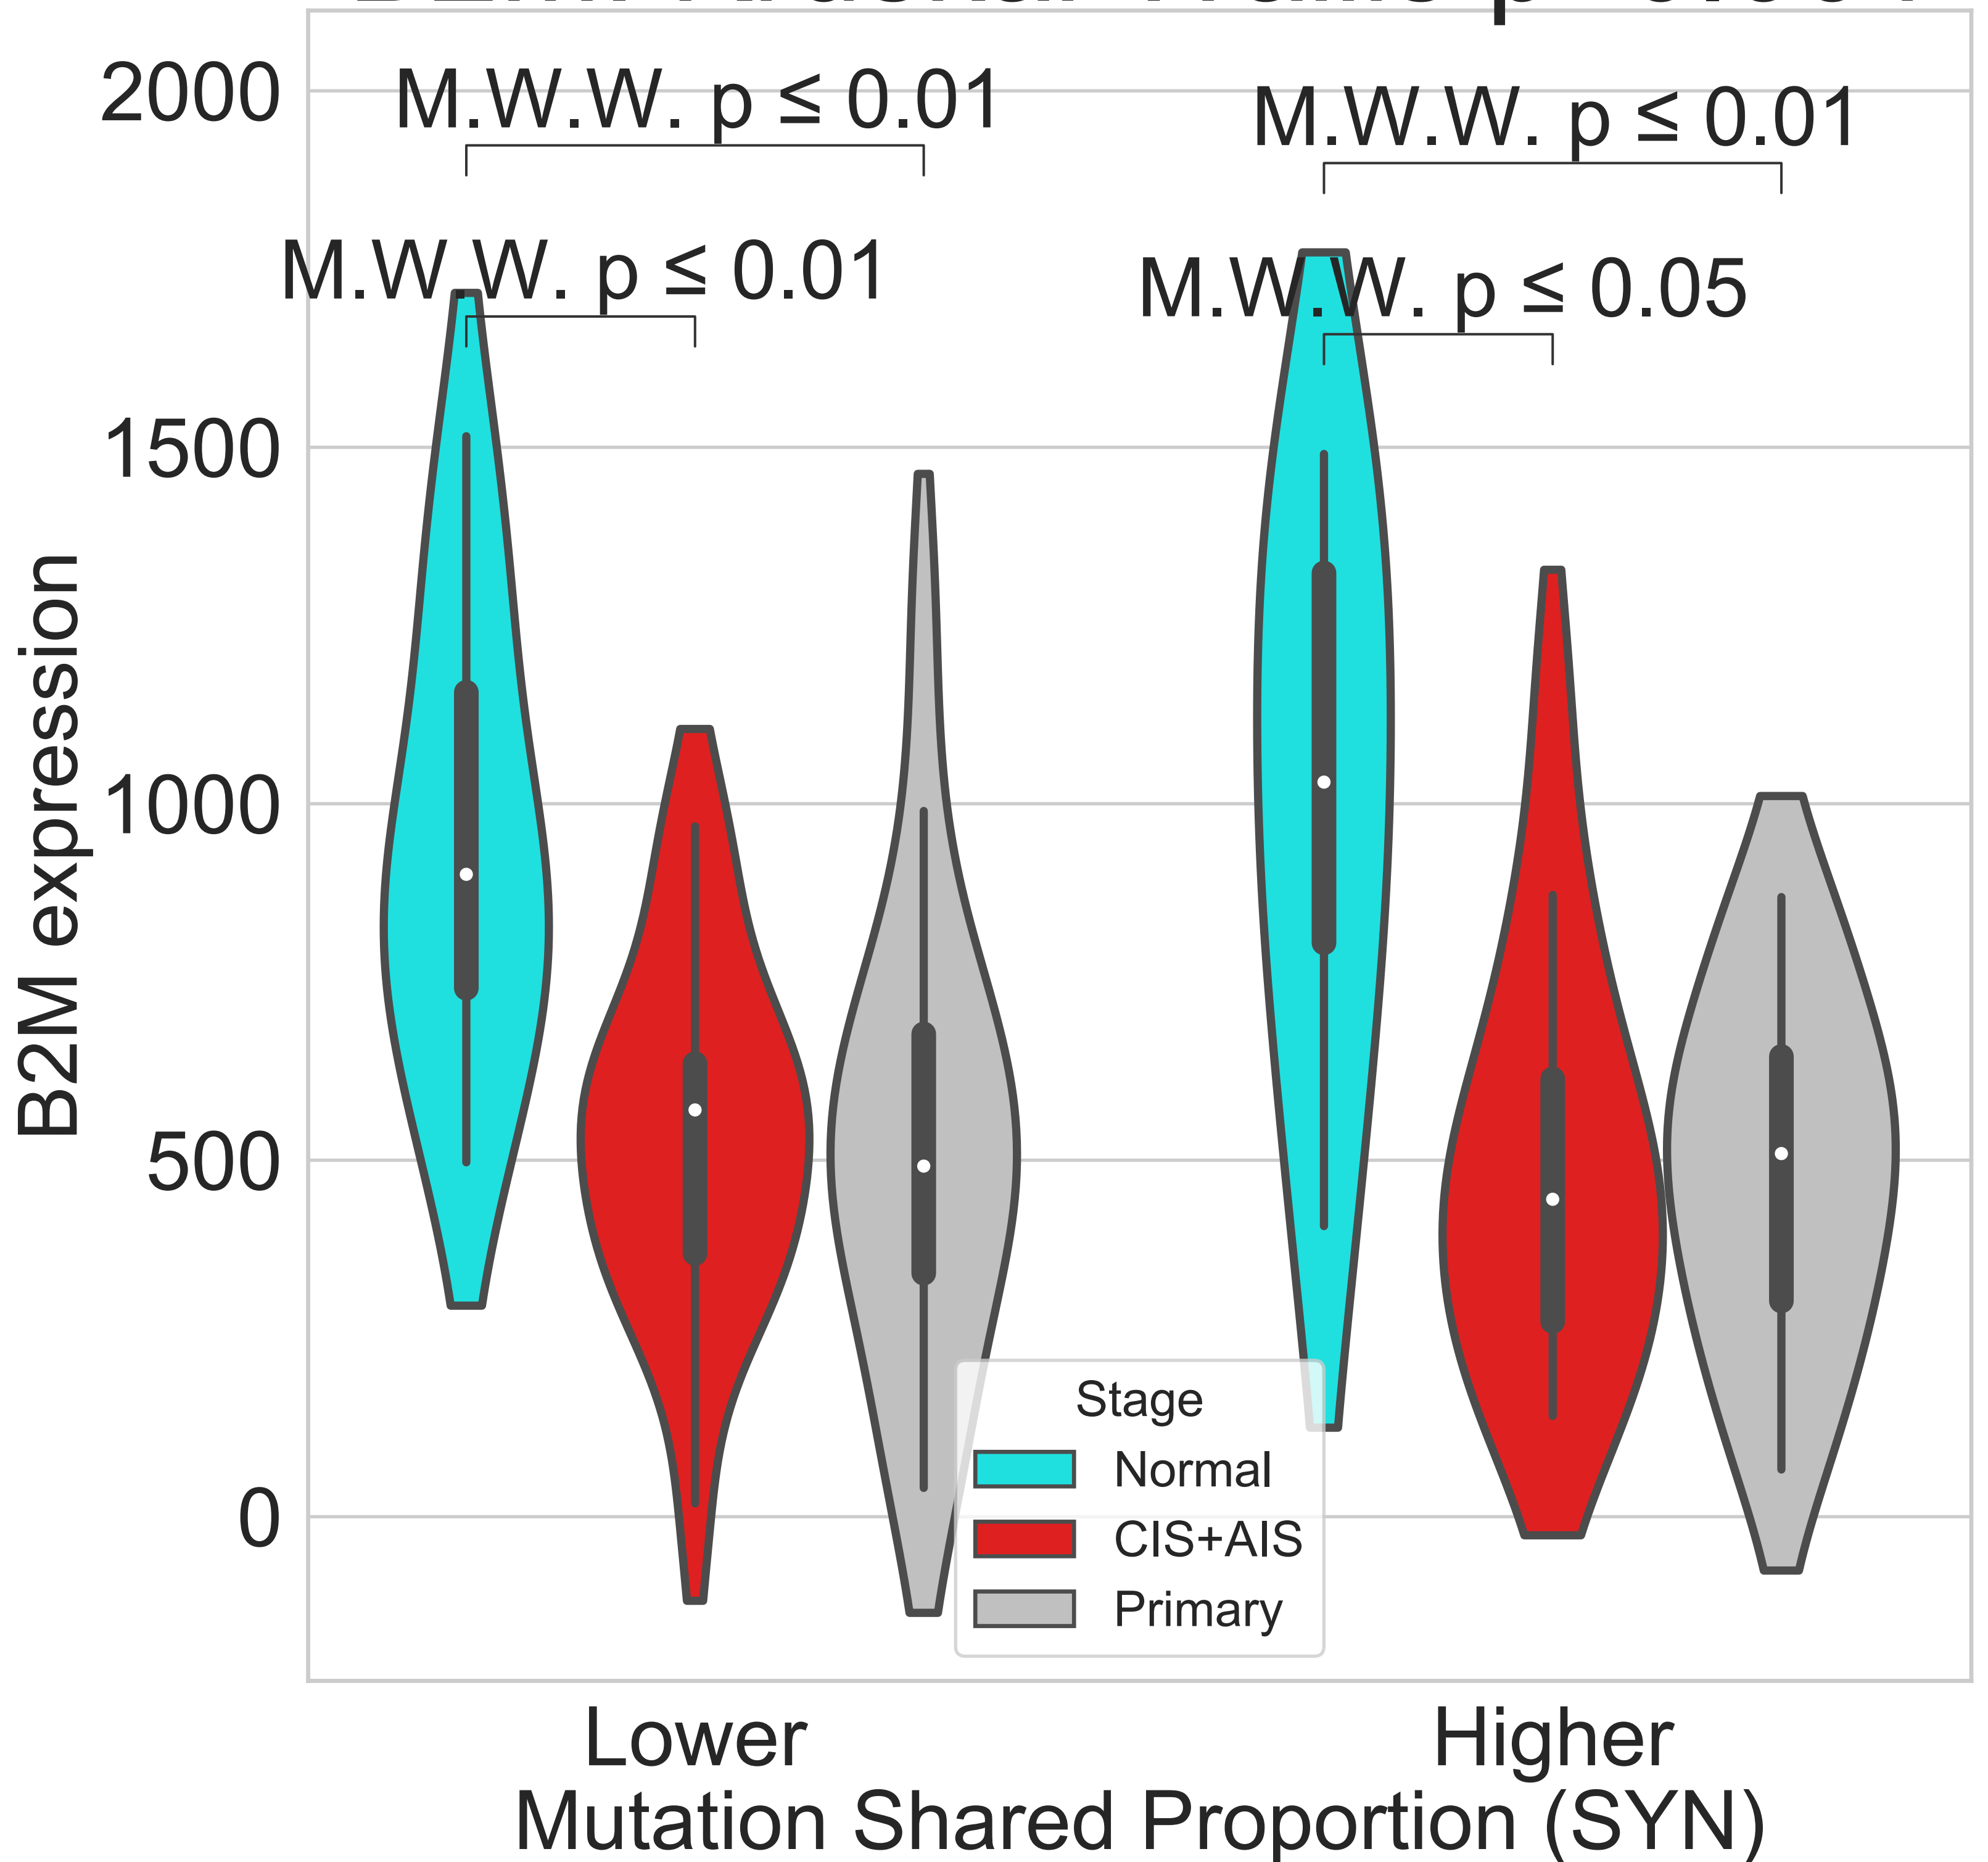 2000
M.W.W. p ≤ 0.01
M.W.W. p ≤ 0.01
M.W.W. p ≤ 0.01
M.W.W. p ≤ 0.05
1500
1000
500
0
B2M expression
Stage
Normal
CIS+AIS
Primary
Lower
Higher
Mutation Shared Proportion (SYN)